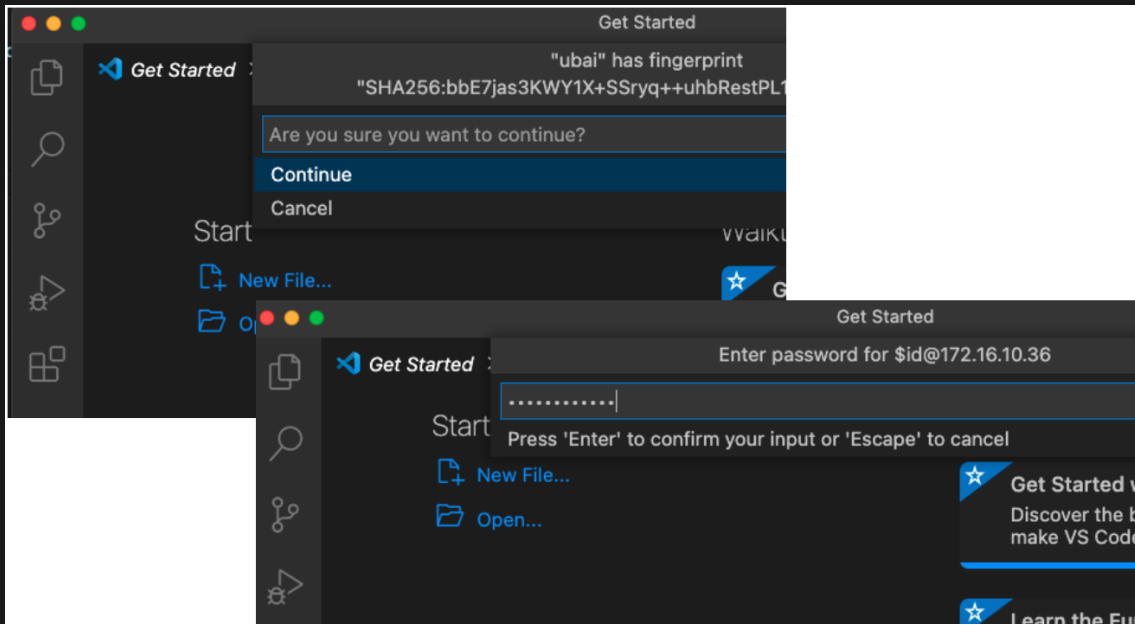 Get Started
"ubai" has fingerprint
Get Started
"SHA256:bbE7jas3KWY1X+SSryq++uhbRestPL1
Are you sure you want to continue?
Continue
Cancel
Start
New File...
Get Started
Enter password for $id@172.16.10.36
Get Started
••••••••••••
Start
Press 'Enter' to confirm your input or 'Escape' to cancel
New File...
Get Started
Open...
Discover the
make VS Code
Learn the